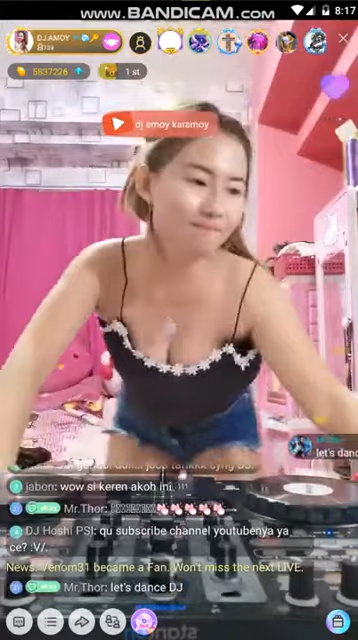 www.BANDICAM.com
8:17
DJ.AMOY
724
5837226
1 st
dj amoy karamoy
let's danc
jabon: wow si keren akoh ini.
Mr.Thor:
DJ Hoshi PSI: qu subscribe channel youtubenya ya
ce? :V/.
News: Venom31 became a Fan. Won't miss the next LIVE.
Mr.Thor: let's dance DJ